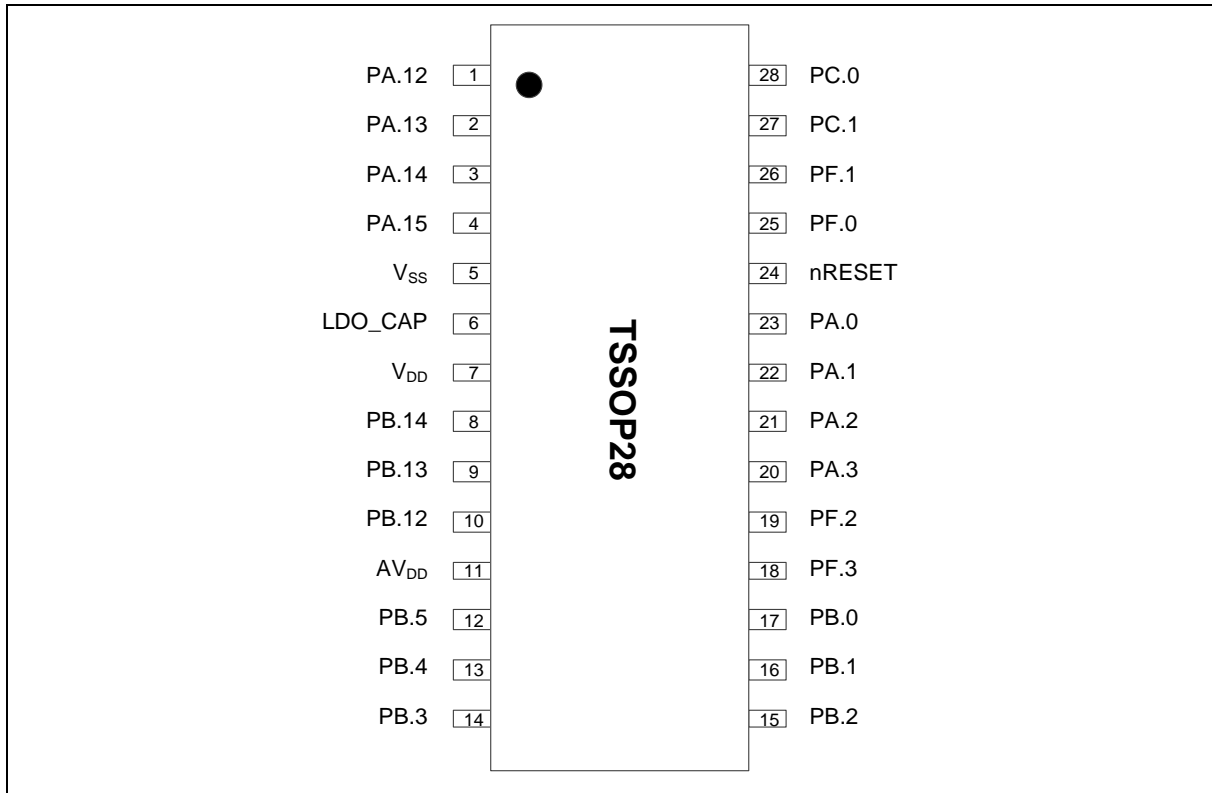 PA.12 1 28 PC.0
PA.13 2 27 PC.1
PA.14 3 26 PF.1
PA.15 4 25 PF.0
VSS 5 24 nRESET
LDO_CAP 6 23 PA.0
VDD 7 22 PA.1
PB.14 8 21 PA.2
PB.13 9 20 PA.3
PB.12 10 19 PF.2
AVDD 11 18 PF.3
PB.5 12 17 PB.0
PB.4 13 16 PB.1
PB.3 14 15 PB.2
TSSOP28